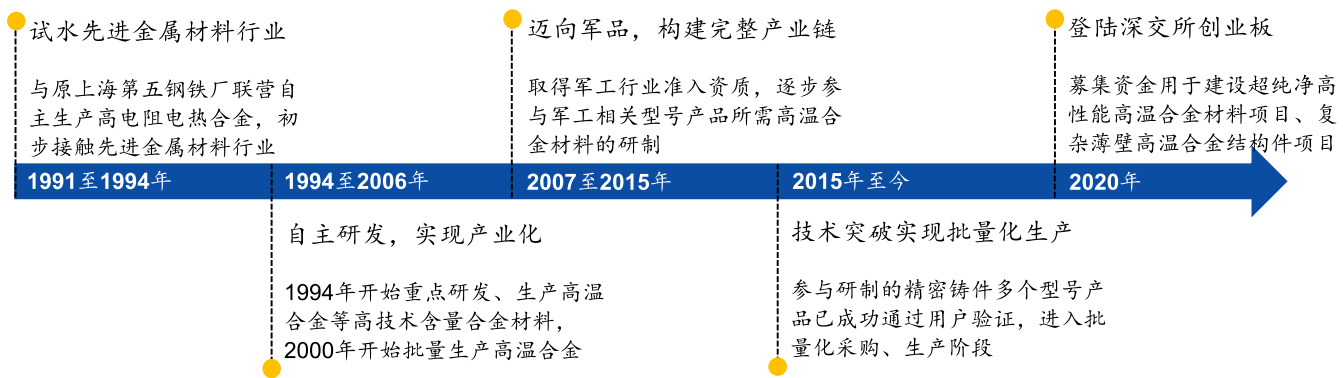 试水先进金属材料行业
与原上海第五钢铁厂联营自
主生产高电阻电热合金，初
步接触先进金属材料行业
1991至1994年
1994至2006年
自主研发，实现产业化
1994年开始重点研发、生产高温
合金等高技术含量合金材料，
2000年开始批量生产高温合金
迈向军品，构建完整产业链
取得军工行业准入资质，逐步参
与军工相关型号产品所需高温合
金材料的研制
2007至2015年
2015年至今
技术突破实现批量化生产
参与研制的精密铸件多个型号产
品已成功通过用户验证，进入批
量化采购、生产阶段
登陆深交所创业板
募集资金用于建设超纯净高
性能高温合金材料项目、复
杂薄壁高温合金结构件项目
2020年